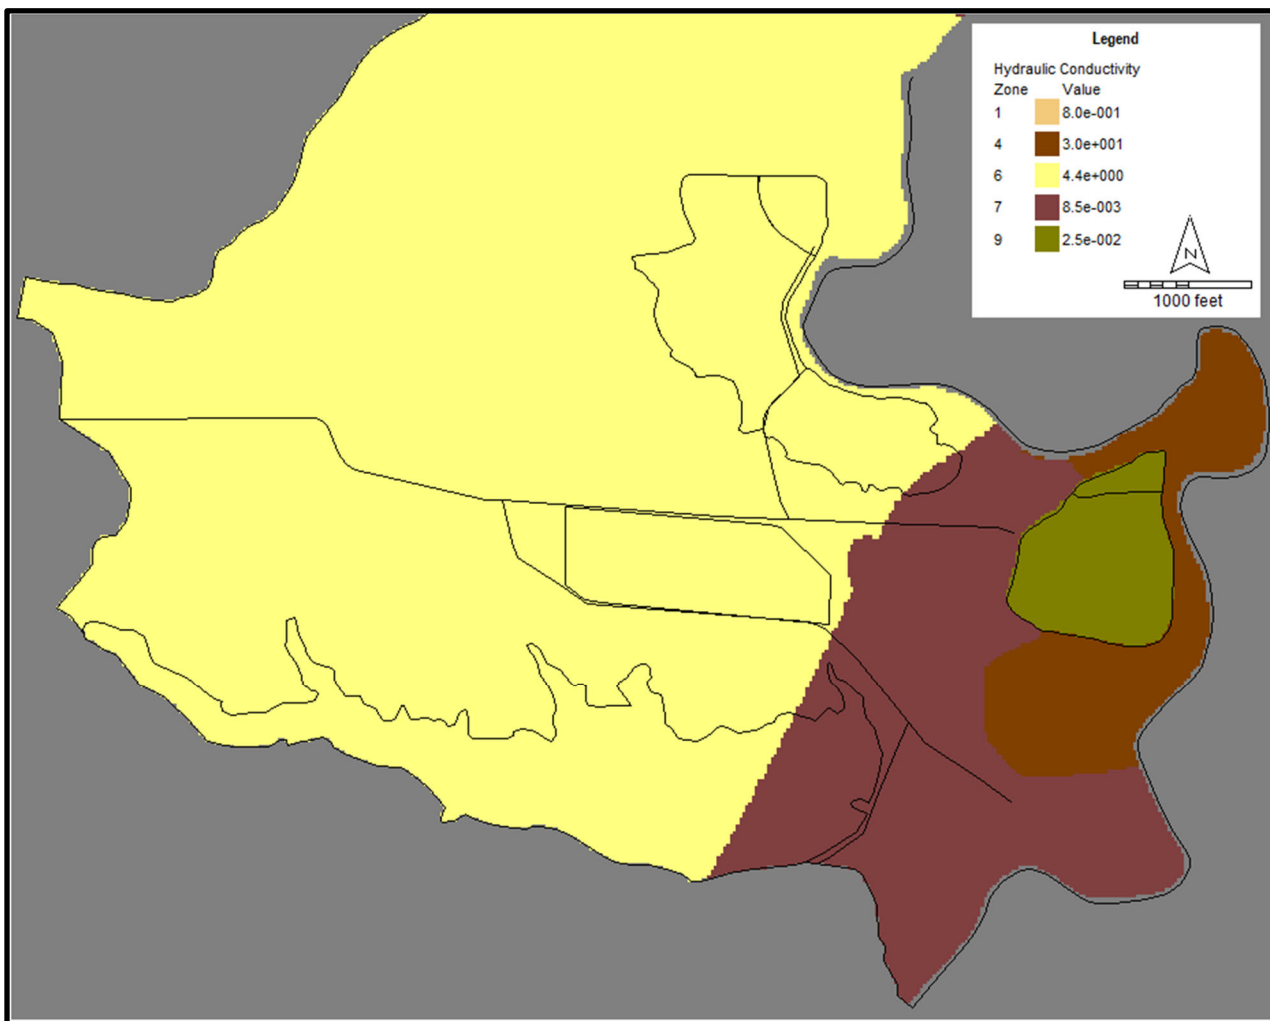 Legend
Hydraulic Conductivity
Zone Value
1 8.0e-001
4 3.0e+001
6 4.4e+000
7 8.5e-003
9 2.5e-002
N
1000 feet